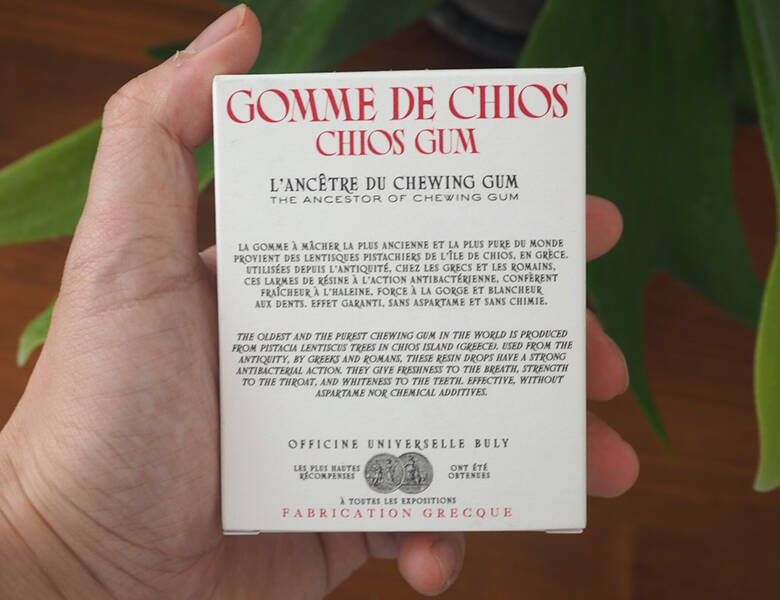 GOMME DE CHIOS
CHIOS GUM
L'ANCÊTRE DU CHEWING GUM
THE ANCESTOR OF CHEWING GUM
LA GOMME À MÂCHER LA PLUS ANCIENNE ET LA PLUS PURE DU MONDE
PROVIENT DES LENTISQUES PISTACHIERS DE L'ÎLE DE CHIOS, EN GRÈCE.
UTILISÉES DEPUIS L'ANTIQUITÉ, CHEZ LES GRECS ET LES ROMAINS,
CES LARMES DE RÉSINE À L'ACTION ANTIBACTÉRIENNE, CONFÈRENT
FRAÎCHEUR À L'HALEINE, FORCE À LA GORGE ET BLANCHEUR
AUX DENTS. EFFET GARANTI, SANS ASPARTAME ET SANS CHIMIE.
THE OLDEST AND THE PUREST CHEWING GUM IN THE WORLD IS PRODUCED
FROM PISTACIA LENTISCUS TREES IN CHIOS ISLAND (GREECE). USED FROM THE
ANTIQUITY, BY GREEKS AND ROMANS, THESE RESIN DROPS HAVE A STRONG
ANTIBACTERIAL ACTION. THEY GIVE FRESHNESS TO THE BREATH, STRENGTH
TO THE THROAT, AND WHITENESS TO THE TEETH. EFFECTIVE, WITHOUT
ASPARTAME NOR CHEMICAL ADDITIVES.
OFFICINE UNIVERSELLE BULY
LES PLUS HAUTES ONT ÉTÉ
RÉCOMPENSES OBTENUES
À TOUTES LES EXPOSITIONS
FABRICATION GRECQUE